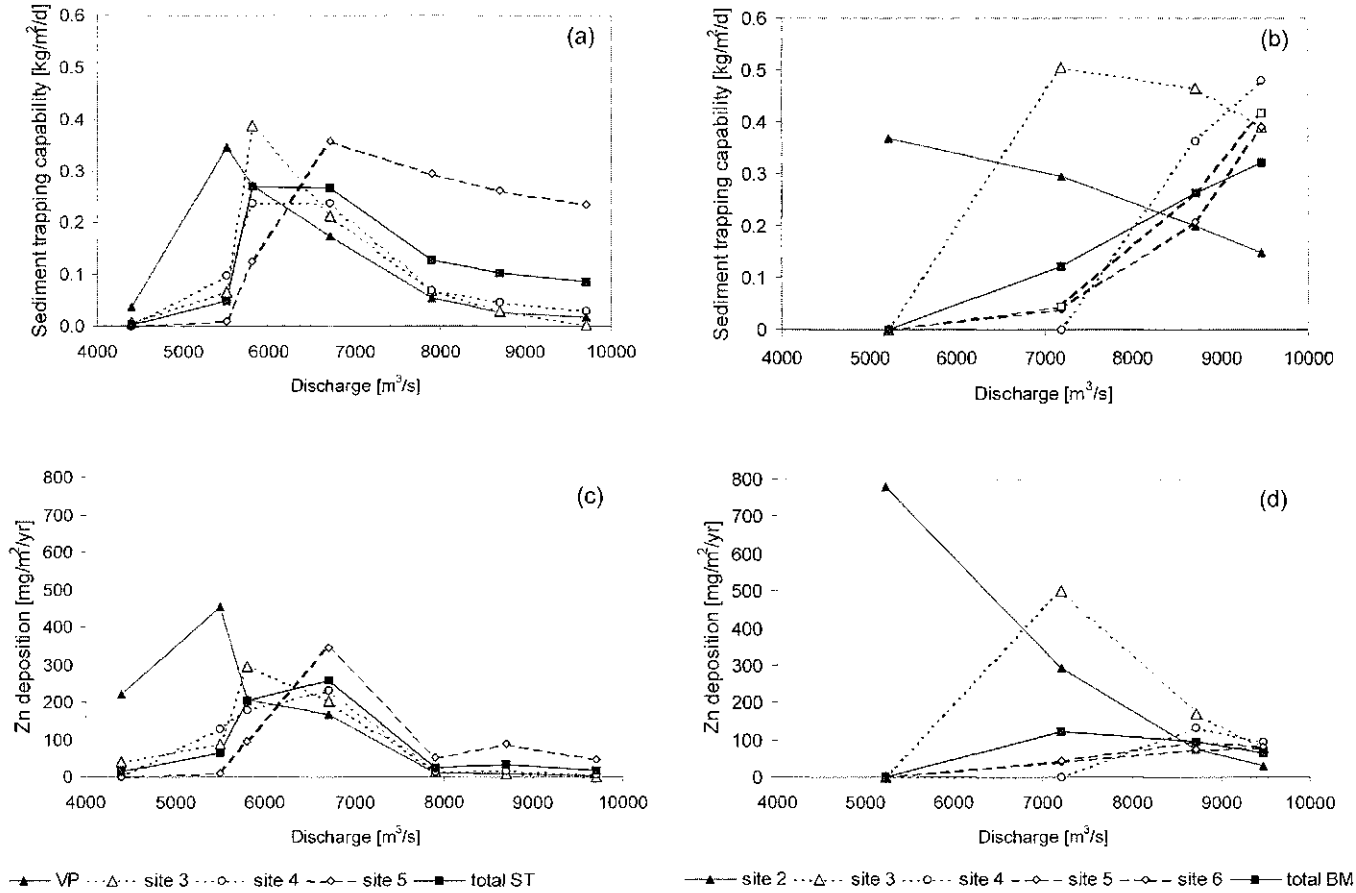 (a)
Sediment trapping capability [kg/m²/d]
0.6
0.5
0.4
0.3
0.2
0.1
0.0
4000 5000 6000 7000 8000 9000 10000
Discharge [m³/s]
(b)
Sediment trapping capability [kg/m²/d]
0.6
0.5
0.4
0.3
0.2
0.1
0
4000 5000 6000 7000 8000 9000 10000
Discharge [m³/s]
(c)
Zn deposition [mg/m²/yr]
800
700
600
500
400
300
200
100
0
4000 5000 6000 7000 8000 9000 10000
Discharge [m³/s]
(d)
Zn deposition [mg/m²/yr]
800
700
600
500
400
300
200
100
0
4000 5000 6000 7000 8000 9000 10000
Discharge [m³/s]
VP site 3 site 4 site 5 total ST
site 2 site 3 site 4 site 5 site 6 total BM